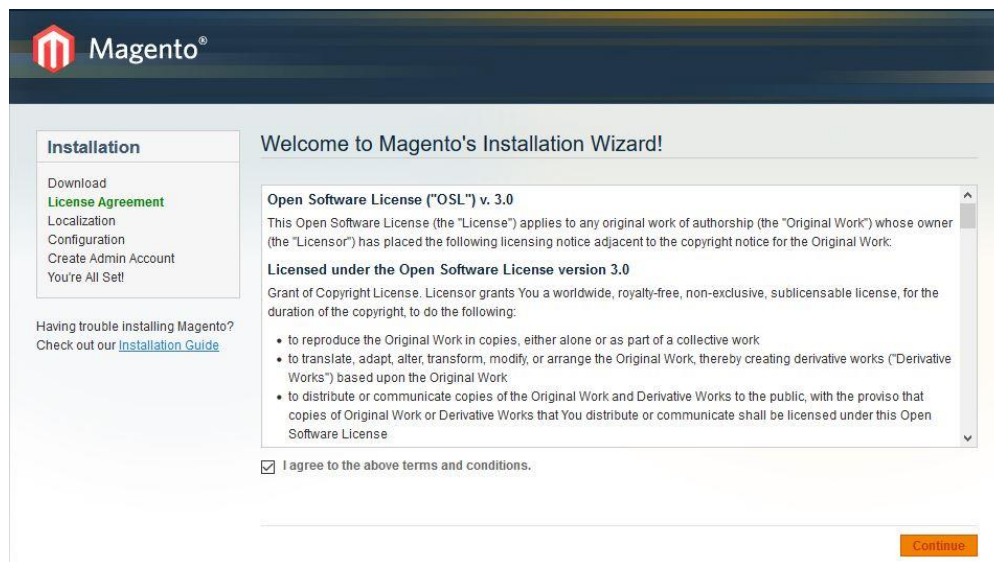 Magento®
Installation
Download
License Agreement
Localization
Configuration
Create Admin Account
You're All Set!
Having trouble installing Magento?
Check out our Installation Guide
Welcome to Magento's Installation Wizard!
Open Software License ("OSL") v. 3.0
This Open Software License (the "License") applies to any original work of authorship (the "Original Work") whose owner
(the "Licensor") has placed the following licensing notice adjacent to the copyright notice for the Original Work:
Licensed under the Open Software License version 3.0
Grant of Copyright License. Licensor grants You a worldwide, royalty-free, non-exclusive, sublicensable license, for the
duration of the copyright, to do the following:
• to reproduce the Original Work in copies, either alone or as part of a collective work
• to translate, adapt, alter, transform, modify, or arrange the Original Work, thereby creating derivative works ("Derivative
Works") based upon the Original Work
• to distribute or communicate copies of the Original Work and Derivative Works to the public, with the proviso that
copies of Original Work or Derivative Works that You distribute or communicate shall be licensed under this Open
Software License
I agree to the above terms and conditions.
Continue